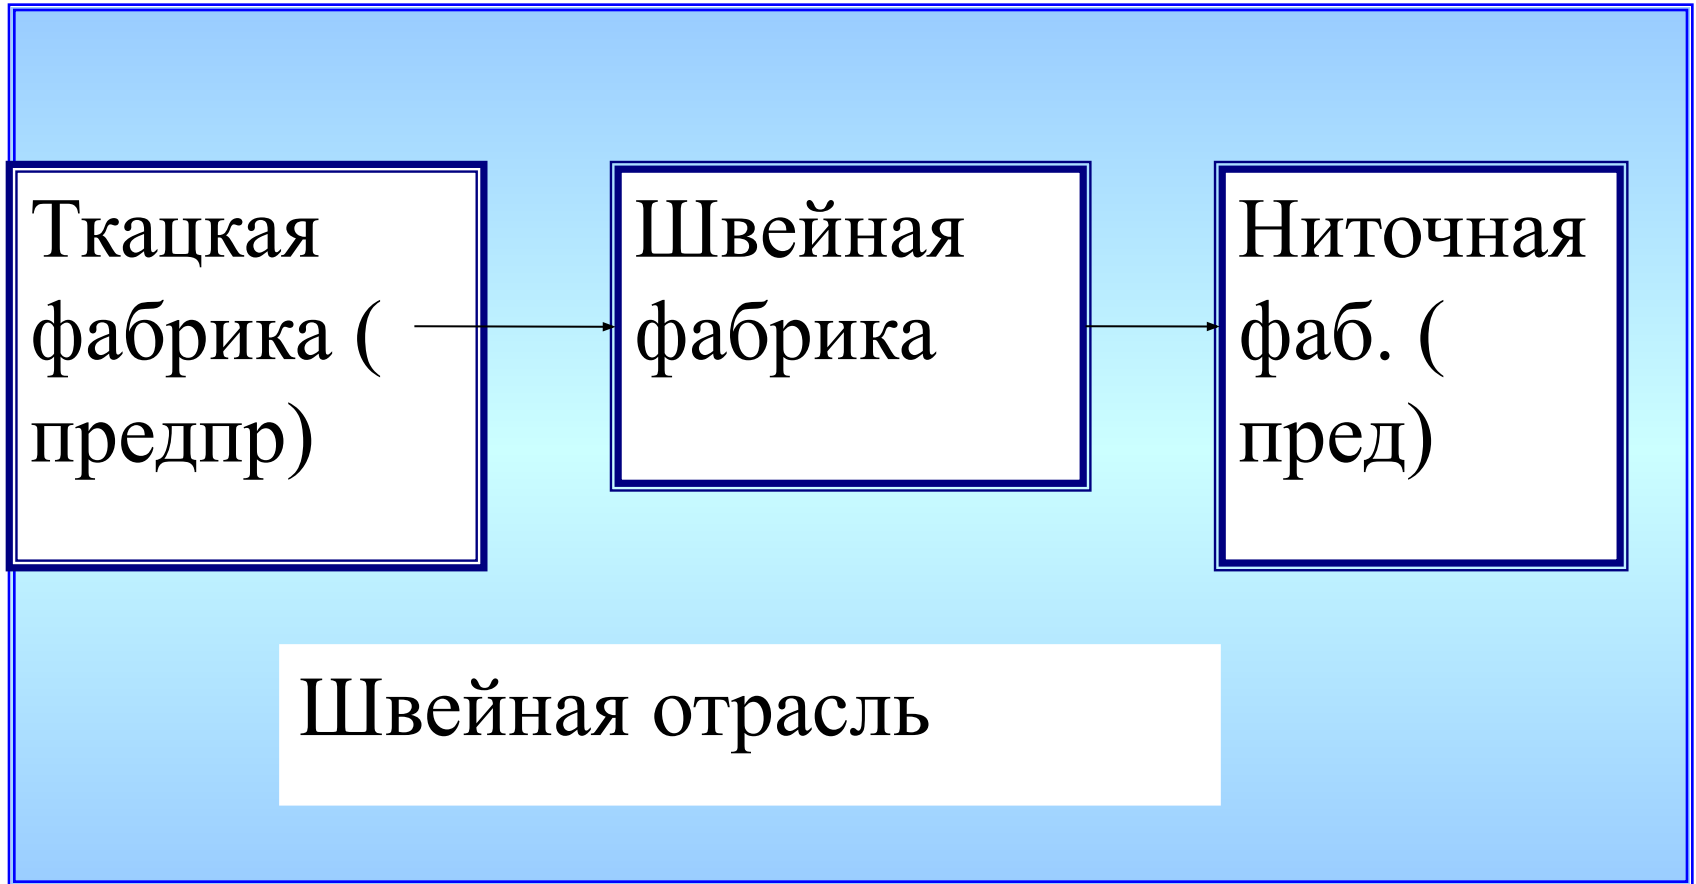 Ткацкая
фабрика (
предпр)
Швейная
фабрика
Ниточная
фаб. (
пред)
Швейная отрасль